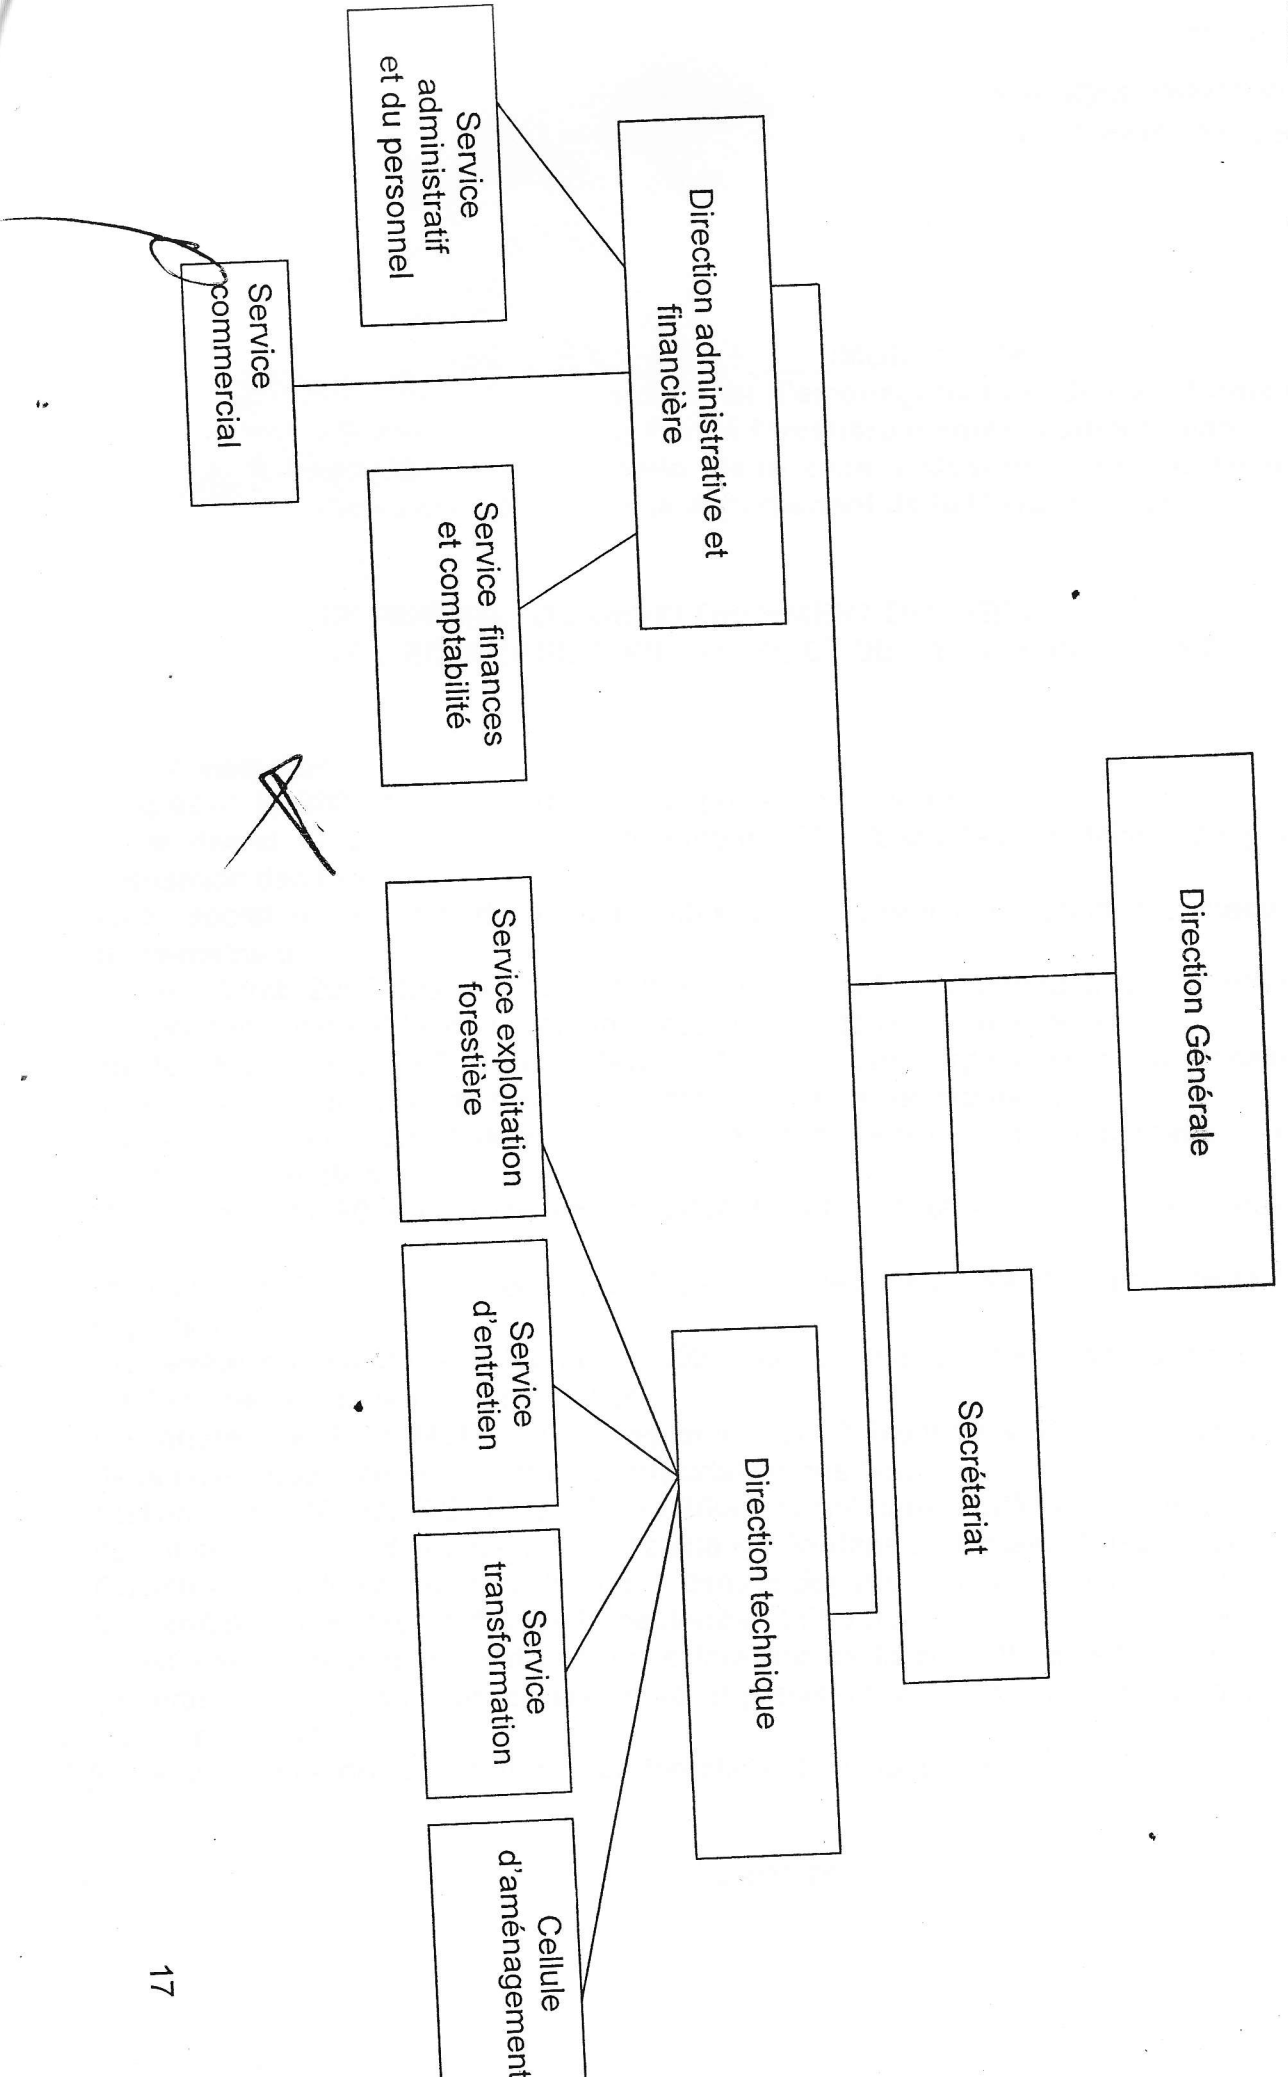 Direction Générale
Secrétariat
Direction administrative et
financière
Direction technique
Service
administratif
et du personnel
Service finances
et comptabilité
Service exploitation
forestière
Service
d'entretien
Service
transformation
Cellule
d'aménagement
Service
commercial
17